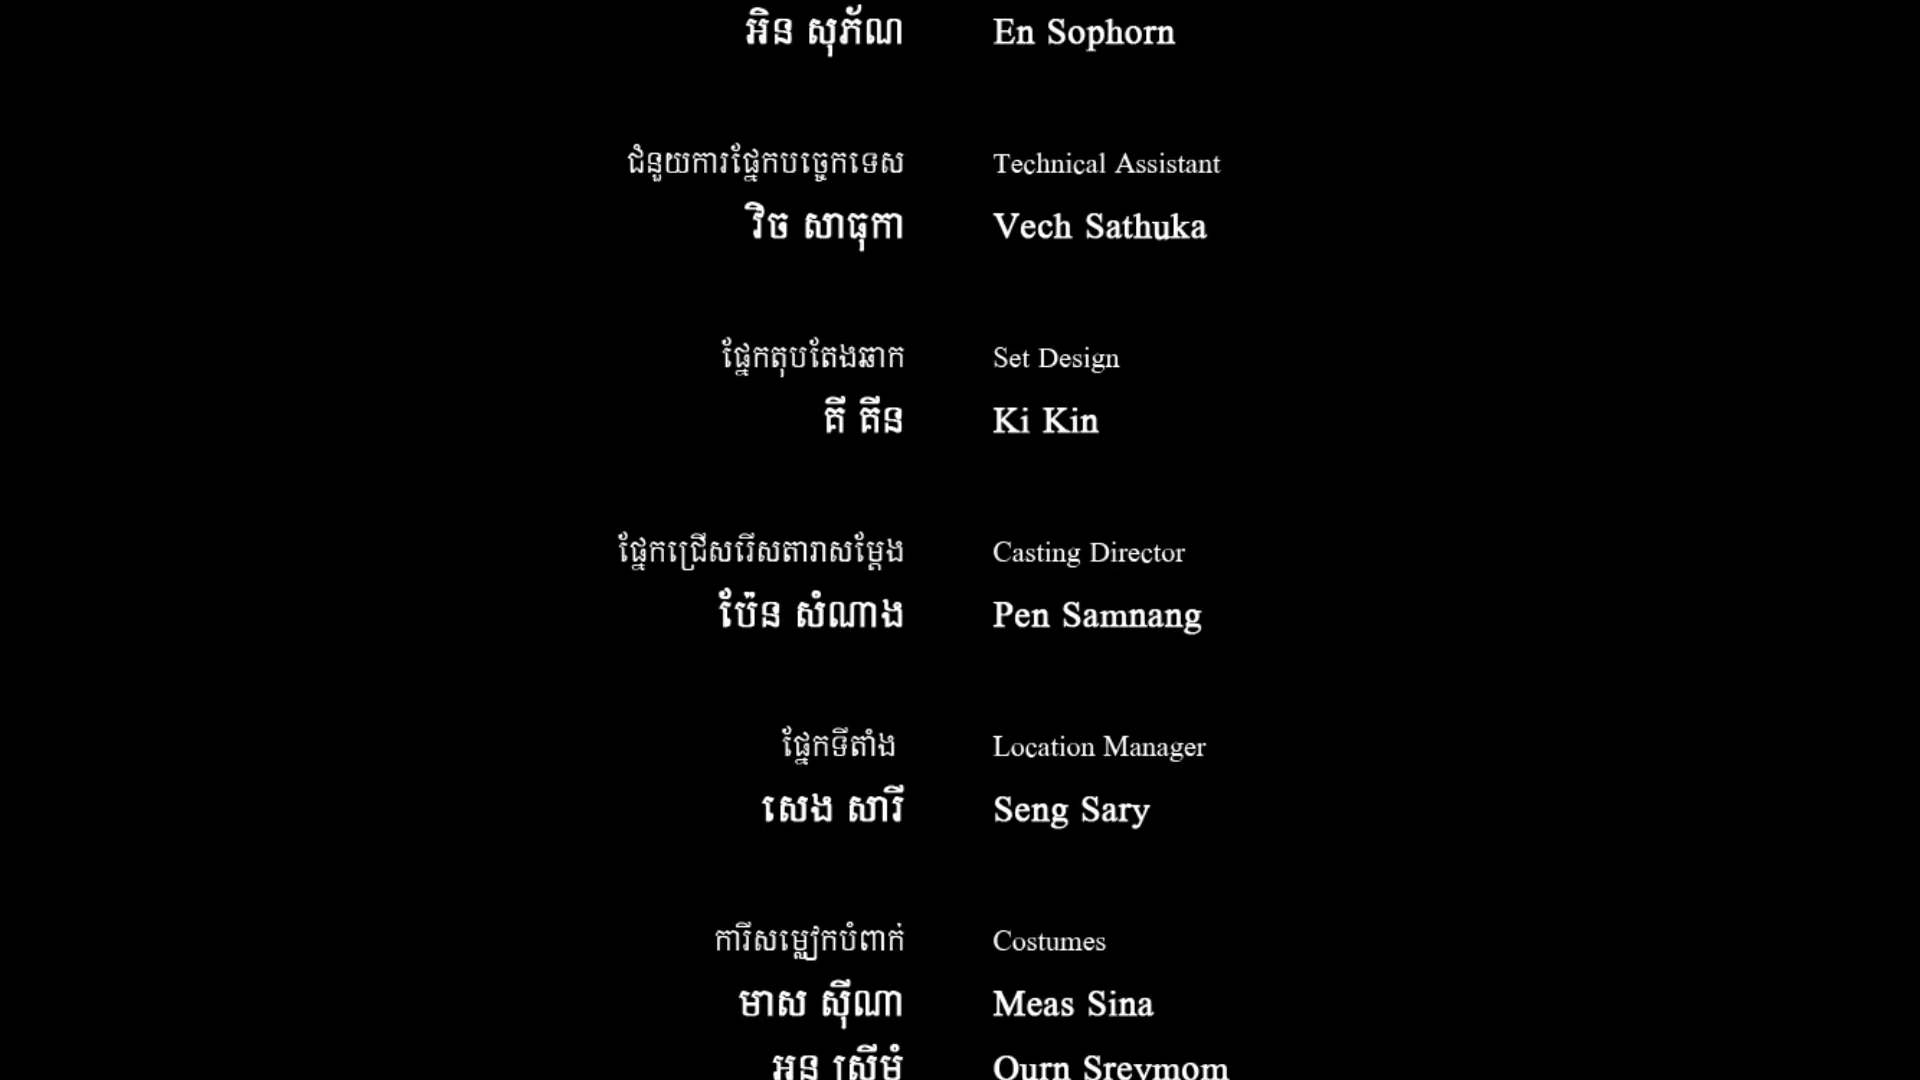 អិន សុភ័ណ En Sophorn
ជំនួយការផ្នែកបច្ចេកទេស Technical Assistant
វិច សាធុកា Vech Sathuka
ផ្នែកតុបតែងឆាក Set Design
គី គីន Ki Kin
ផ្នែកជ្រើសរើសតារាសម្ដែង Casting Director
ប៉ែន សំណាង Pen Samnang
ផ្នែកទីតាំង Location Manager
សេង សារី Seng Sary
ការីសម្លៀកបំពាក់ Costumes
មាស ស៊ីណា Meas Sina
អន ស្រីមុំ Ourn Sreymom